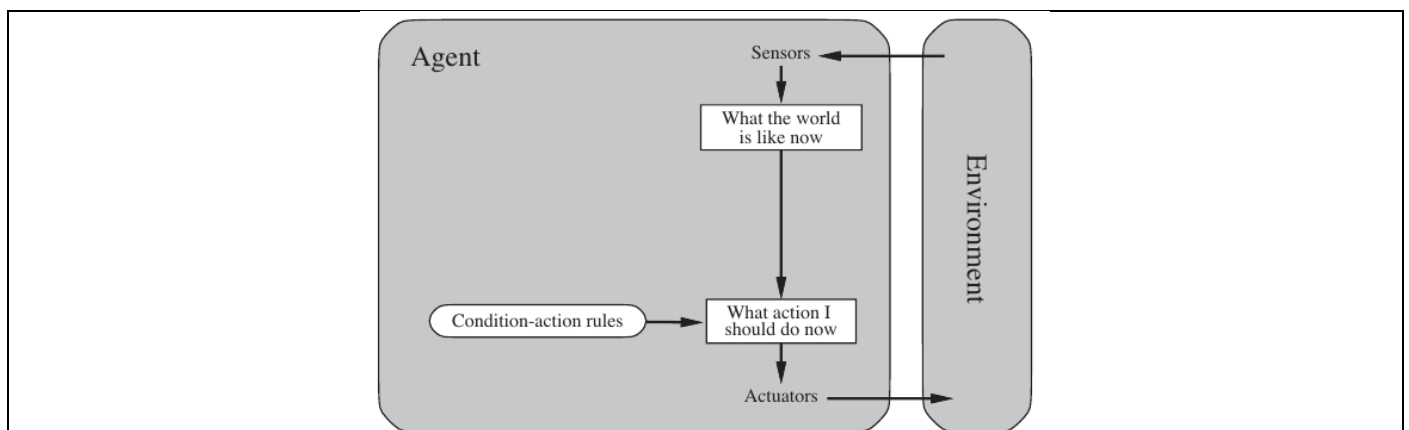 Agent
Sensors
What the world
is like now
Environment
Condition-action rules
What action I
should do now
Actuators